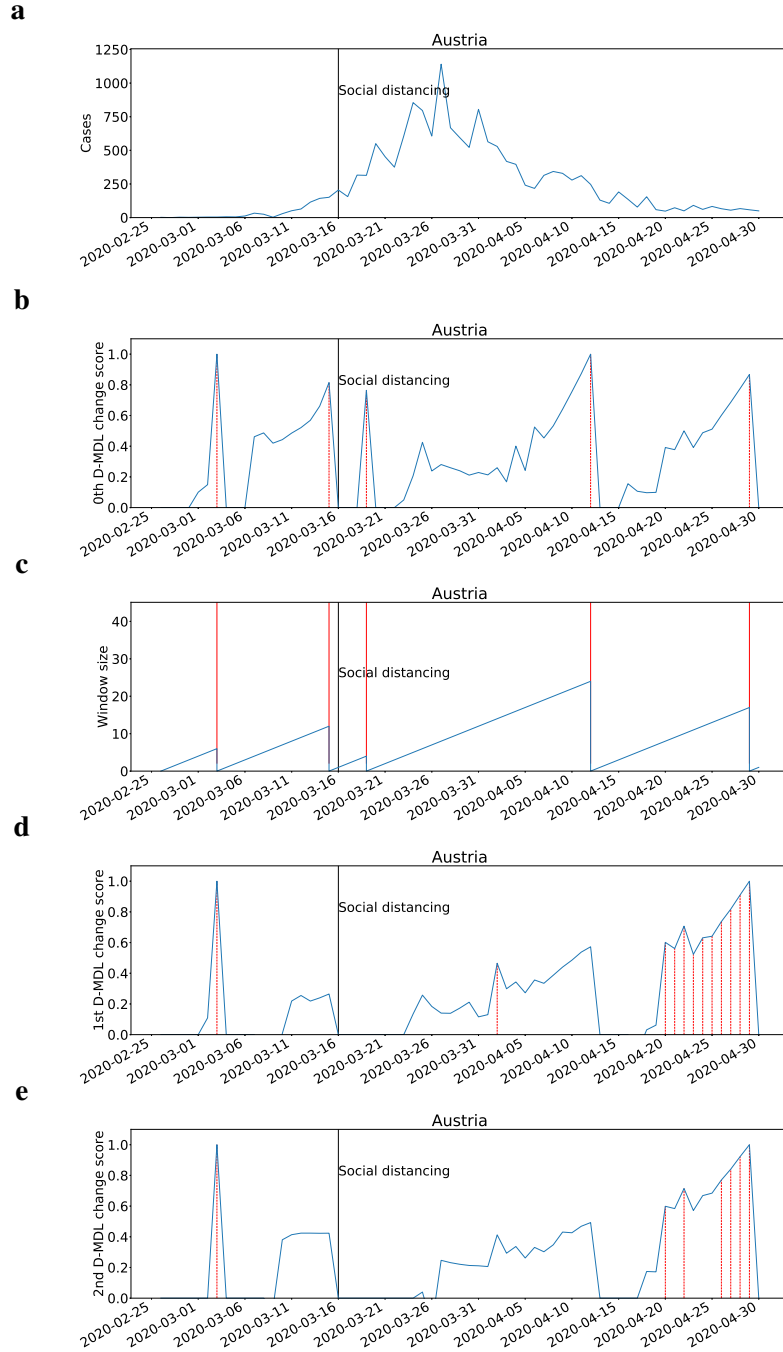 a
Austria
1250
1000
750
500
250
0
Cases
Social distancing
2020-02-25 2020-03-01 2020-03-06 2020-03-11 2020-03-16 2020-03-21 2020-03-26 2020-03-31 2020-04-05 2020-04-10 2020-04-15 2020-04-20 2020-04-25 2020-04-30
b
Austria
1.0
0.8
0.6
0.4
0.2
0.0
0th D-MDL change score
Social distancing
2020-02-25 2020-03-01 2020-03-06 2020-03-11 2020-03-16 2020-03-21 2020-03-26 2020-03-31 2020-04-05 2020-04-10 2020-04-15 2020-04-20 2020-04-25 2020-04-30
c
Austria
40
30
20
10
0
Window size
Social distancing
2020-02-25 2020-03-01 2020-03-06 2020-03-11 2020-03-16 2020-03-21 2020-03-26 2020-03-31 2020-04-05 2020-04-10 2020-04-15 2020-04-20 2020-04-25 2020-04-30
d
Austria
1.0
0.8
0.6
0.4
0.2
0.0
1st D-MDL change score
Social distancing
2020-02-25 2020-03-01 2020-03-06 2020-03-11 2020-03-16 2020-03-21 2020-03-26 2020-03-31 2020-04-05 2020-04-10 2020-04-15 2020-04-20 2020-04-25 2020-04-30
e
Austria
1.0
0.8
0.6
0.4
0.2
0.0
2nd D-MDL change score
Social distancing
2020-02-25 2020-03-01 2020-03-06 2020-03-11 2020-03-16 2020-03-21 2020-03-26 2020-03-31 2020-04-05 2020-04-10 2020-04-15 2020-04-20 2020-04-25 2020-04-30